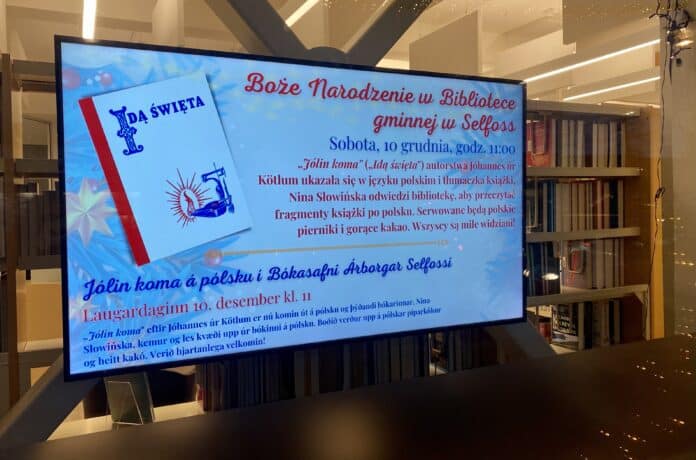 IDĄ ŚWIĘTA
Boże Narodzenie w Bibliotece
gminnej w Selfoss
Sobota, 10 grudnia, godz. 11:00
„Jólin koma” („Idą święta”) autorstwa Jóhannes úr
Kötlum ukazała się w języku polskim i tłumaczka książki,
Nina Słowińska odwiedzi bibliotekę, aby przeczytać
fragmenty książki po polsku. Serwowane będą polskie
pierniki i gorące kakao. Wszyscy są mile widziani!
Jólin koma á pólsku í Bókasafni Árborgar Selfossi
Laugardaginn 10. desember kl. 11
„Jólin koma” eftir Jóhannes úr Kötlum er nú komin út á pólsku og þýðandi bókarinnar, Nina
Słowińska, kemur og les kvæði upp úr bókinni á pólsku. Boðið verður upp á pólskar piparkökur
og heitt kakó. Verið hjartanlega velkomin!